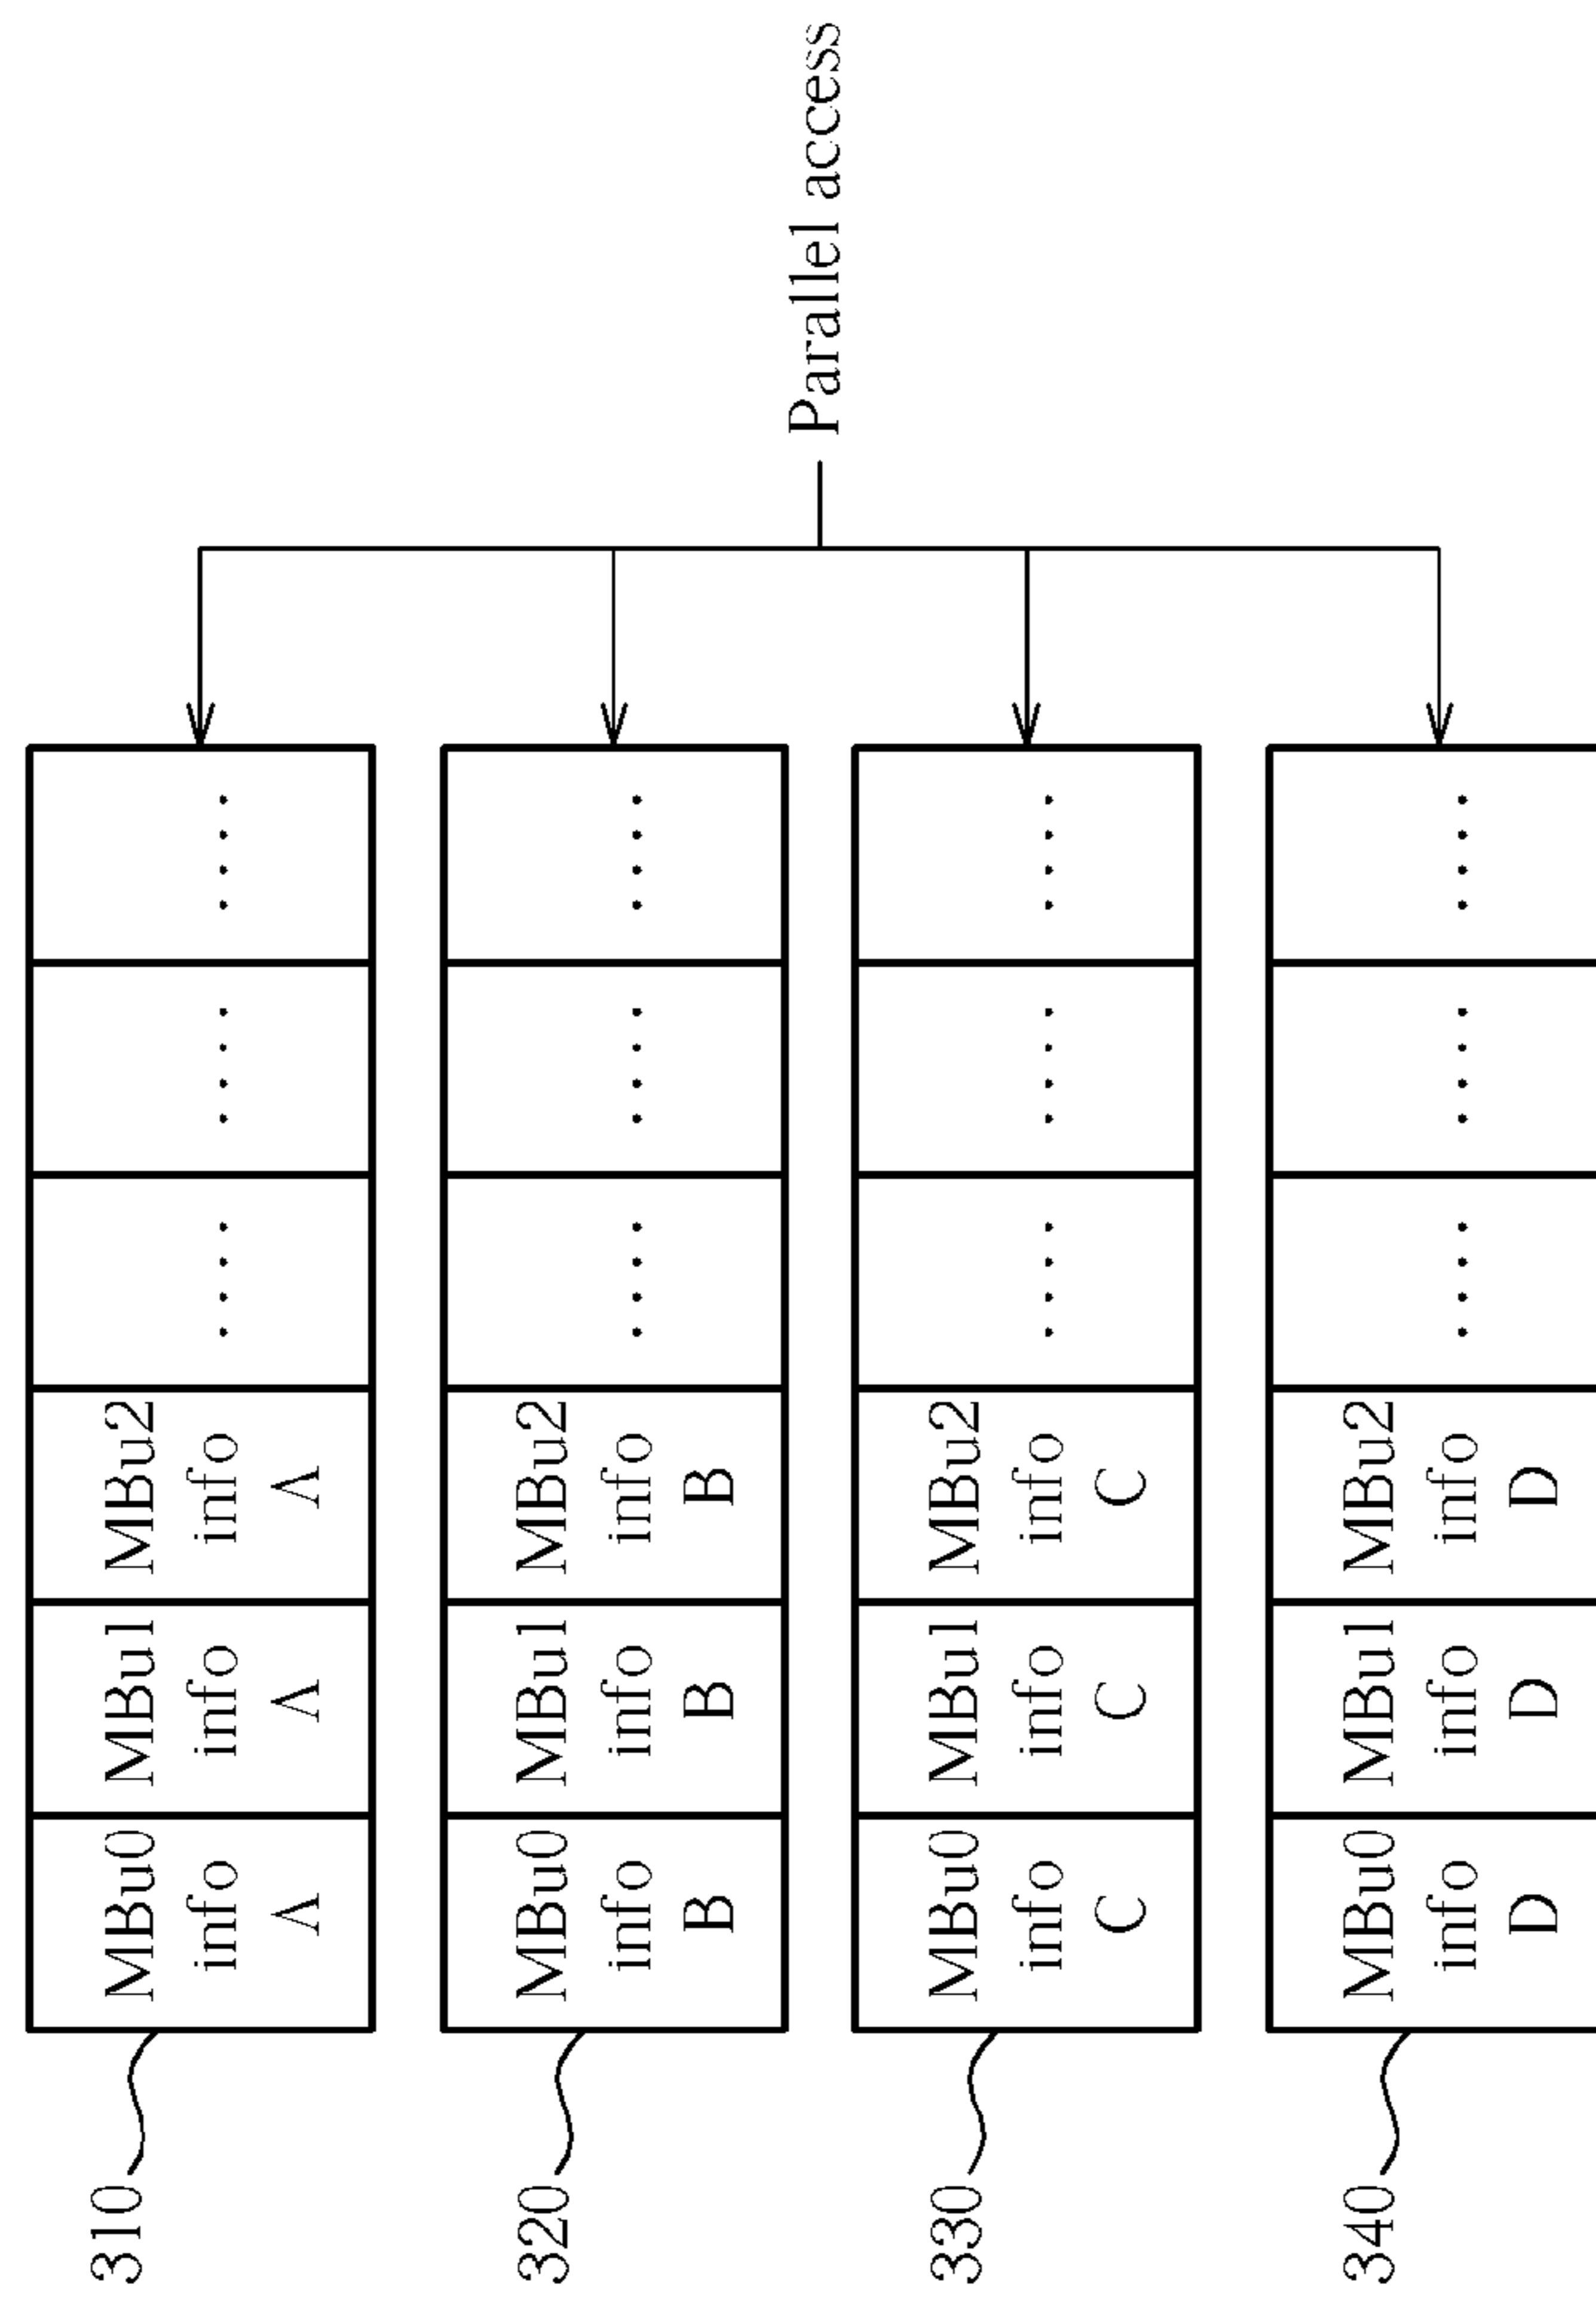 310
MBu0
info
A
MBu1
info
A
MBu2
info
A
....
....
....
320
MBu0
info
B
MBu1
info
B
MBu2
info
B
....
....
....
330
MBu0
info
C
MBu1
info
C
MBu2
info
C
....
....
....
340
MBu0
info
D
MBu1
info
D
MBu2
info
D
....
....
....
Parallel access